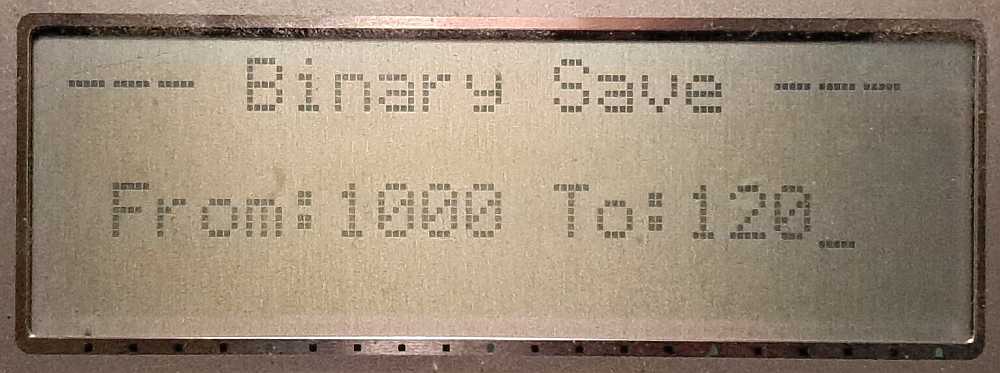 --- Binary Save ---
From:1000 To:120_